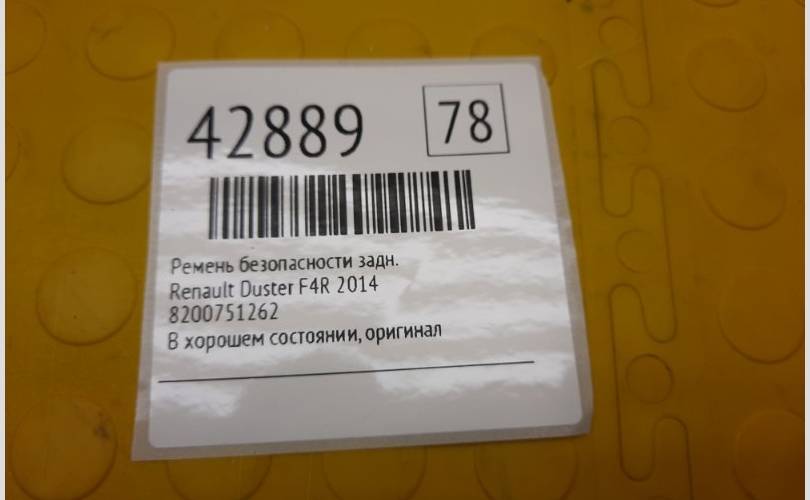 42889
78
Ремень безопасности задн.
Renault Duster F4R 2014
8200751262
В хорошем состоянии, оригинал